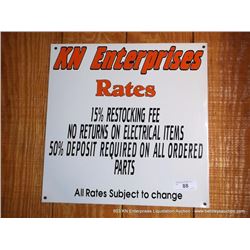 KN Enterprises
Rates
15% RESTOCKING FEE
NO RETURNS ON ELECTRICAL ITEMS
50% DEPOSIT REQUIRED ON ALL ORDERED
PARTS
88
All Rates Subject to change